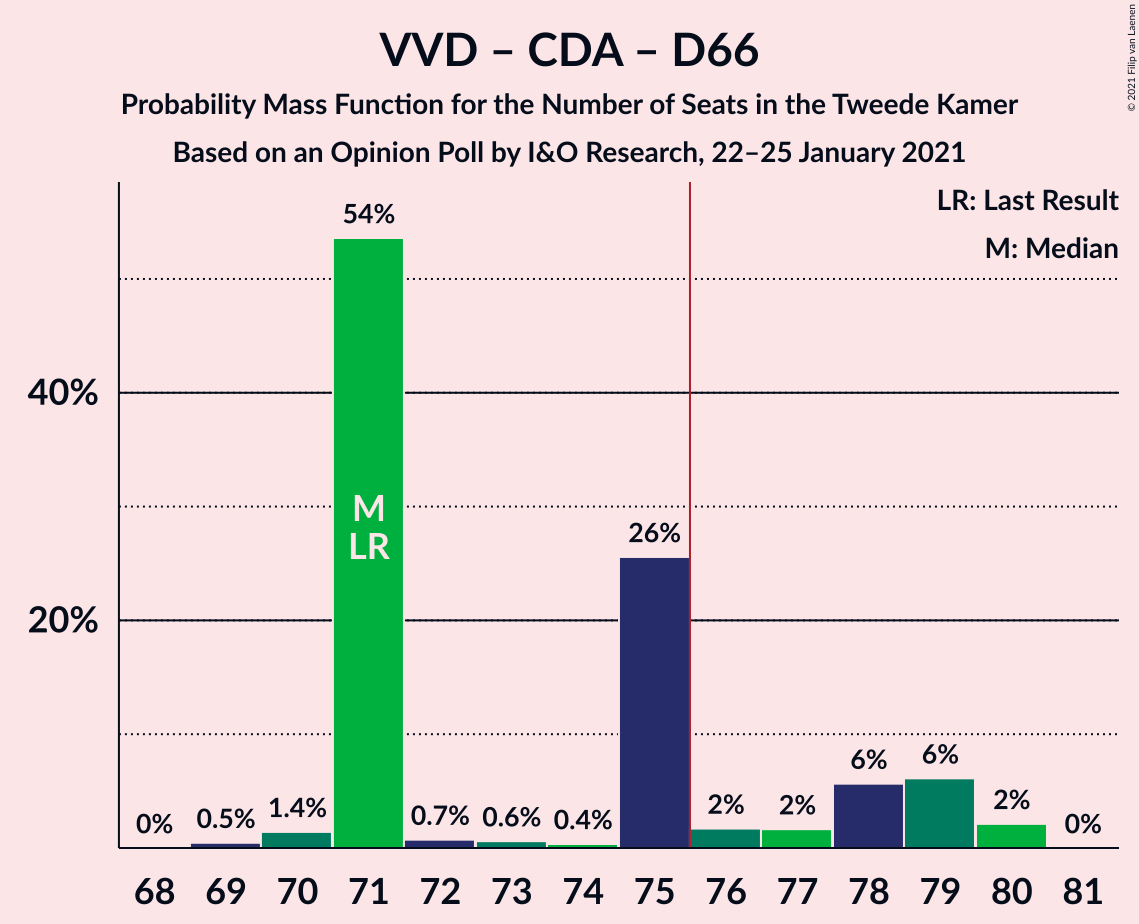 VVD – CDA – D66
Probability Mass Function for the Number of Seats in the Tweede Kamer
Based on an Opinion Poll by I&O Research, 22–25 January 2021
© 2021 Filip van Laenen
LR: Last Result
M: Median
54%
40%
M
LR
26%
20%
0%
0.5%
1.4%
0.7%
0.6%
0.4%
2%
2%
6%
6%
2%
0%
68 69 70 71 72 73 74 75 76 77 78 79 80 81